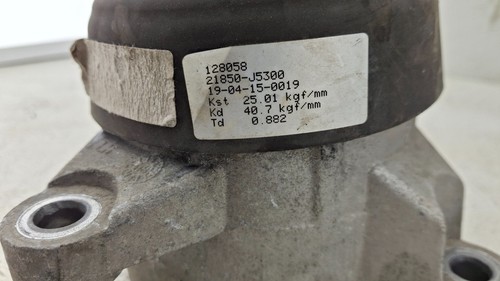 128058
21850-J5300
19-04-15-0019
Kst 25.01 kgf/mm
Kd 40.7 kgf/mm
Td 0.882